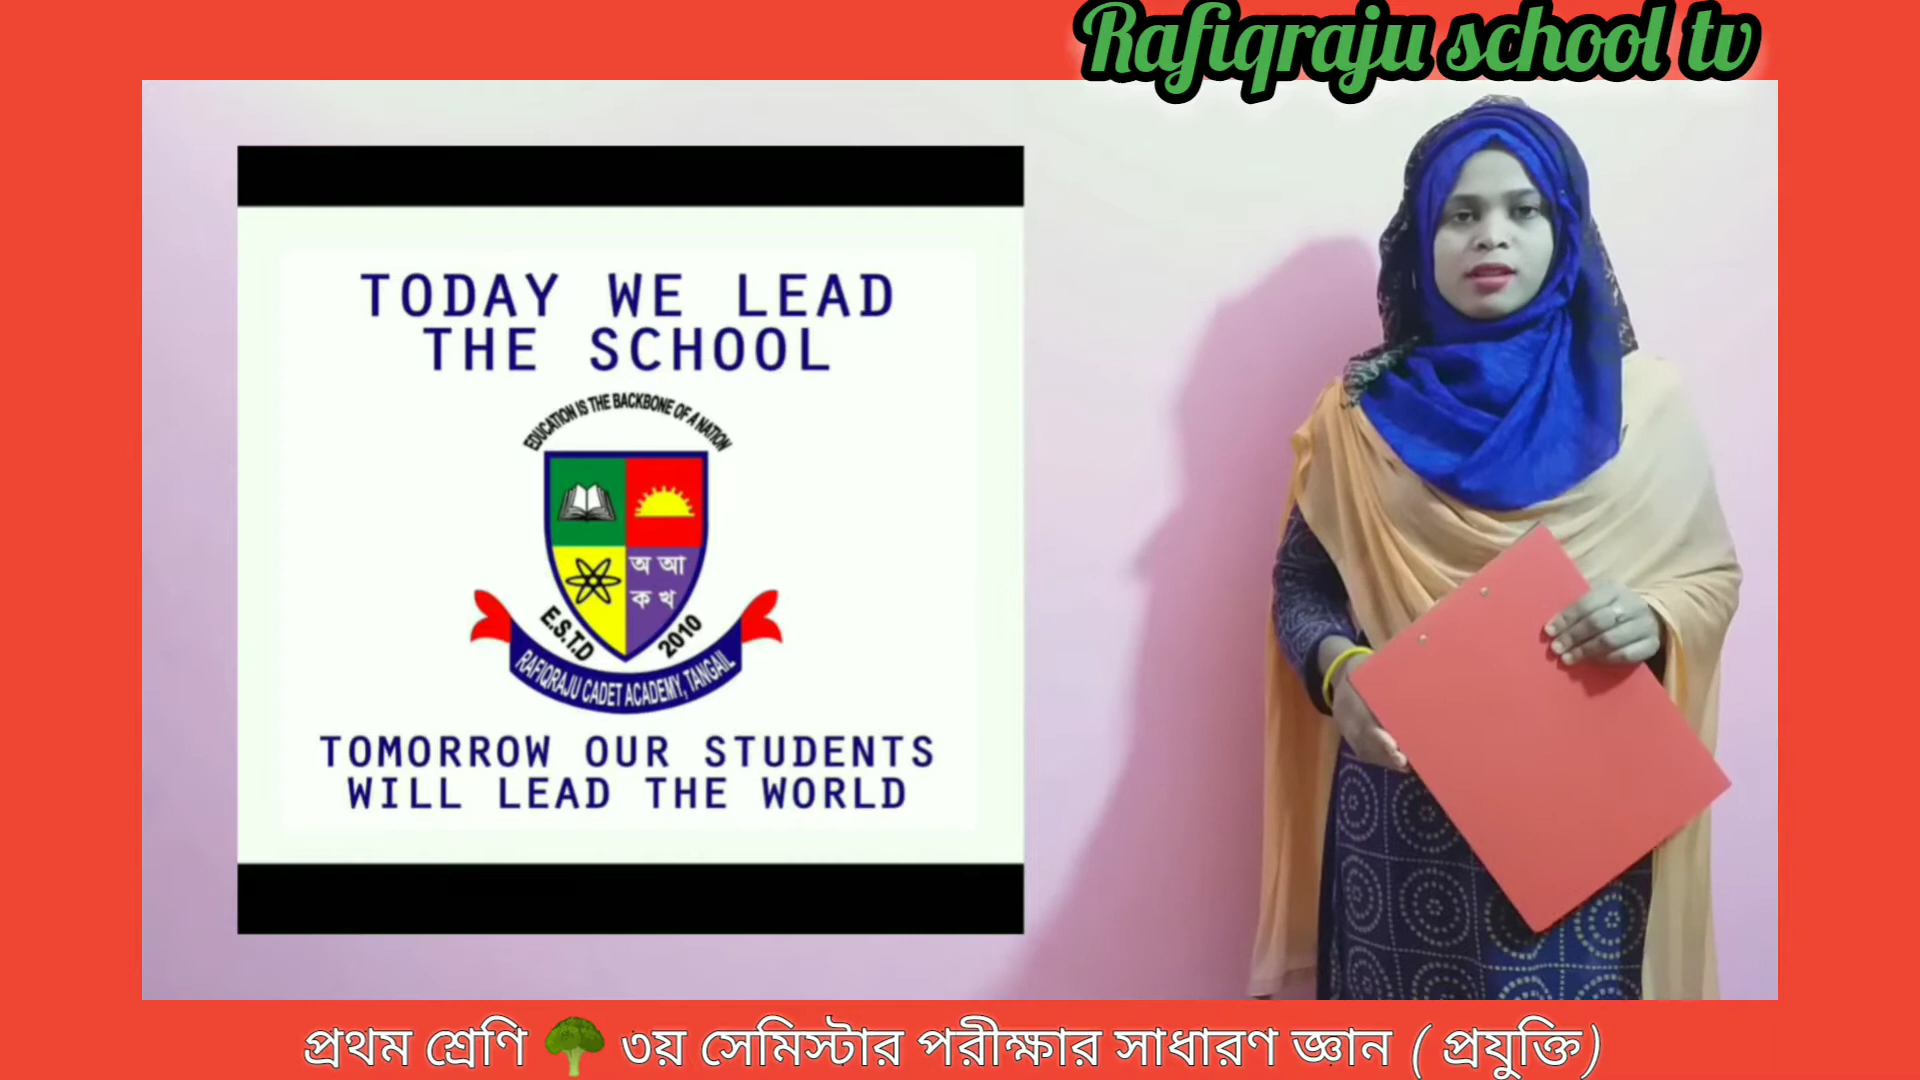 Rafiqraju school tv
TODAY WE LEAD
THE SCHOOL
EDUCATION IS THE BACKBONE OF A NATION
অ আ
ক খ
E.S.T.D 2010
RAFIQRAJU CADET ACADEMY, TANGAIL
TOMORROW OUR STUDENTS
WILL LEAD THE WORLD
প্রথম শ্রেণি 🥦 ৩য় সেমিস্টার পরীক্ষার সাধারণ জ্ঞান ( প্রযুক্তি)